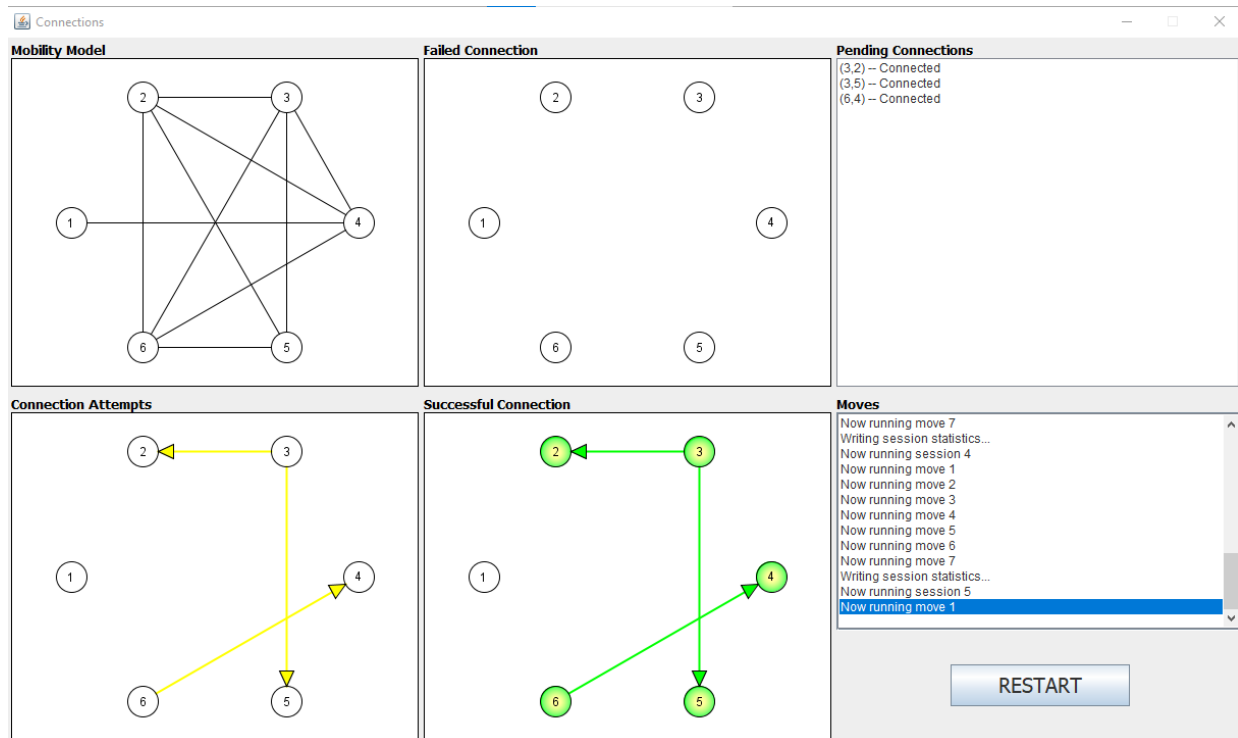 Connections
Mobility Model
2
3
1
4
6
5
Failed Connection
2
3
1
4
6
5
Pending Connections
(3,2) -- Connected
(3,5) -- Connected
(6,4) -- Connected
Connection Attempts
2
3
1
4
6
5
Successful Connection
2
3
1
4
6
5
Moves
Now running move 7
Writing session statistics...
Now running session 4
Now running move 1
Now running move 2
Now running move 3
Now running move 4
Now running move 5
Now running move 6
Now running move 7
Writing session statistics...
Now running session 5
Now running move 1
RESTART